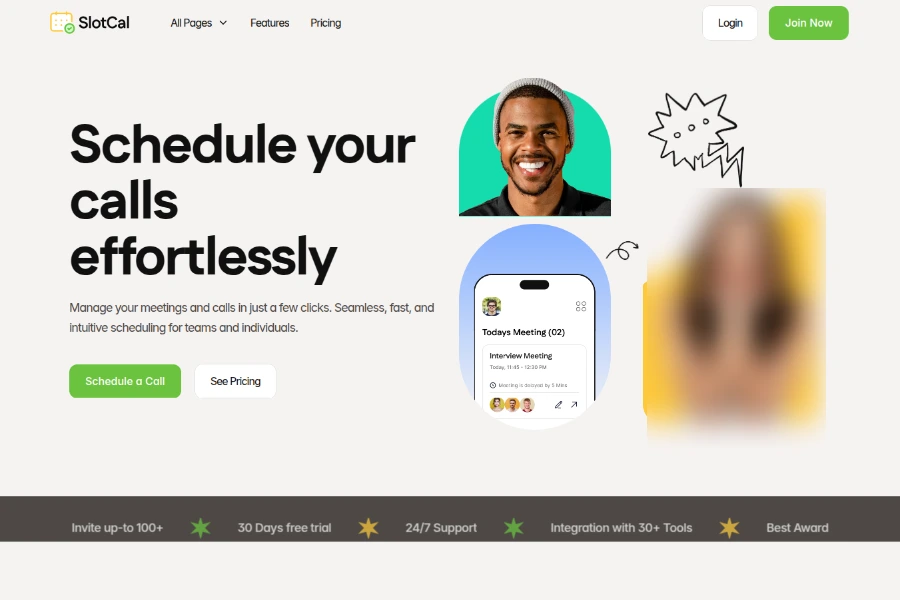 SlotCal
All Pages
Features
Pricing
Login
Join Now
Schedule your
calls
effortlessly
Manage your meetings and calls in just a few clicks. Seamless, fast, and
intuitive scheduling for teams and individuals.
Schedule a Call
See Pricing
Todays Meeting (02)
Interview Meeting
Today, 11:45 - 12:30 PM
Meeting is delayed by 5 Mins
Invite up-to 100+
30 Days free trial
24/7 Support
Integration with 30+ Tools
Best Award